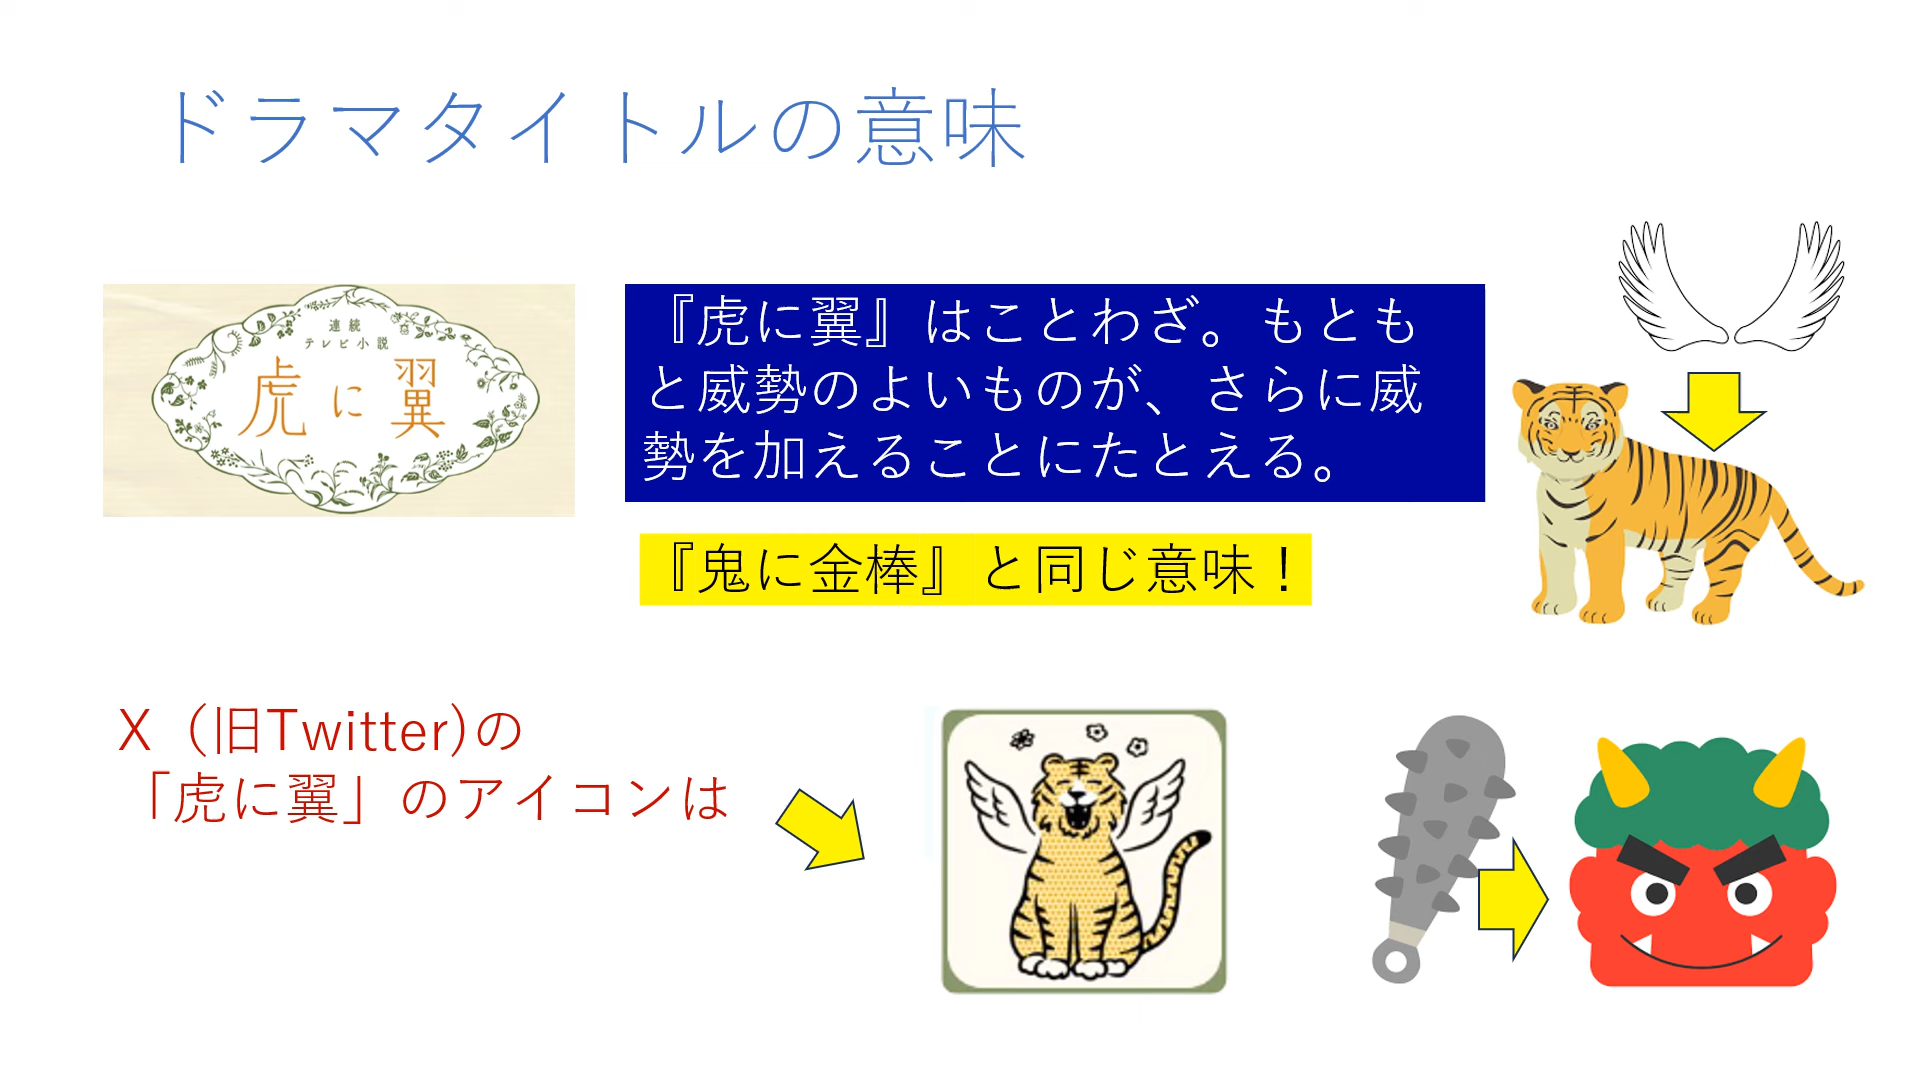 ドラマタイトルの意味
連続
テレビ小説
虎に翼
『虎に翼』はことわざ。もとも
と威勢のよいものが、さらに威
勢を加えることにたとえる。
『鬼に金棒』と同じ意味！
X（旧Twitter)の
「虎に翼」のアイコンは